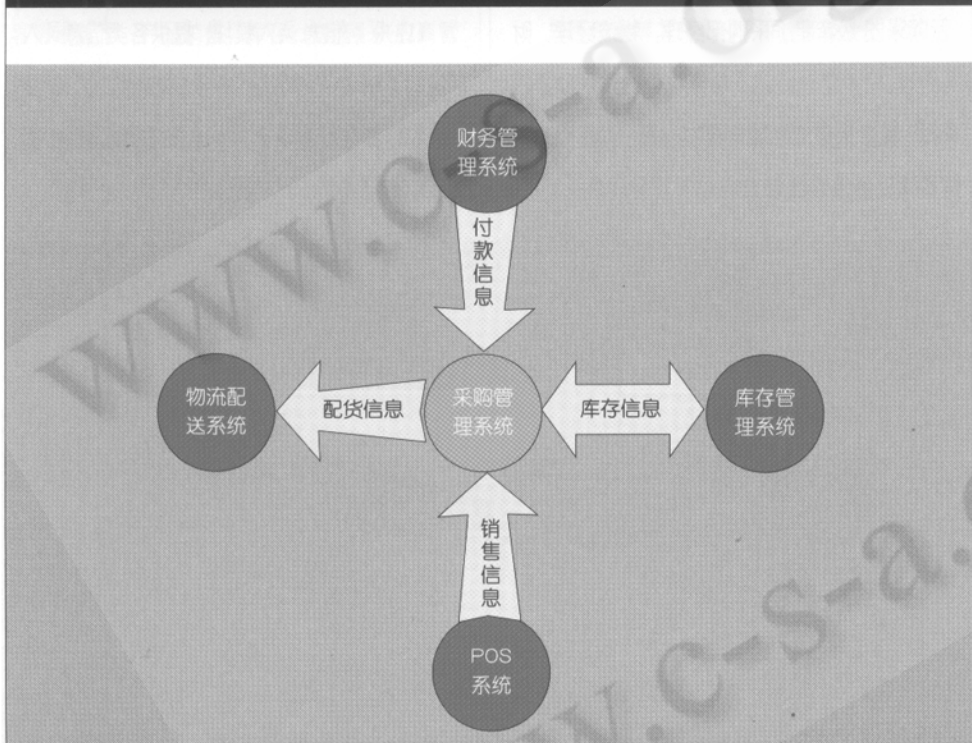 财务管
理系统
付
款
信
息
物流配
送系统
配货信息
采购管
理系统
库存信息
库存管
理系统
销
售
信
息
POS
系统
www.c-s-a.org
www.c-s-a.